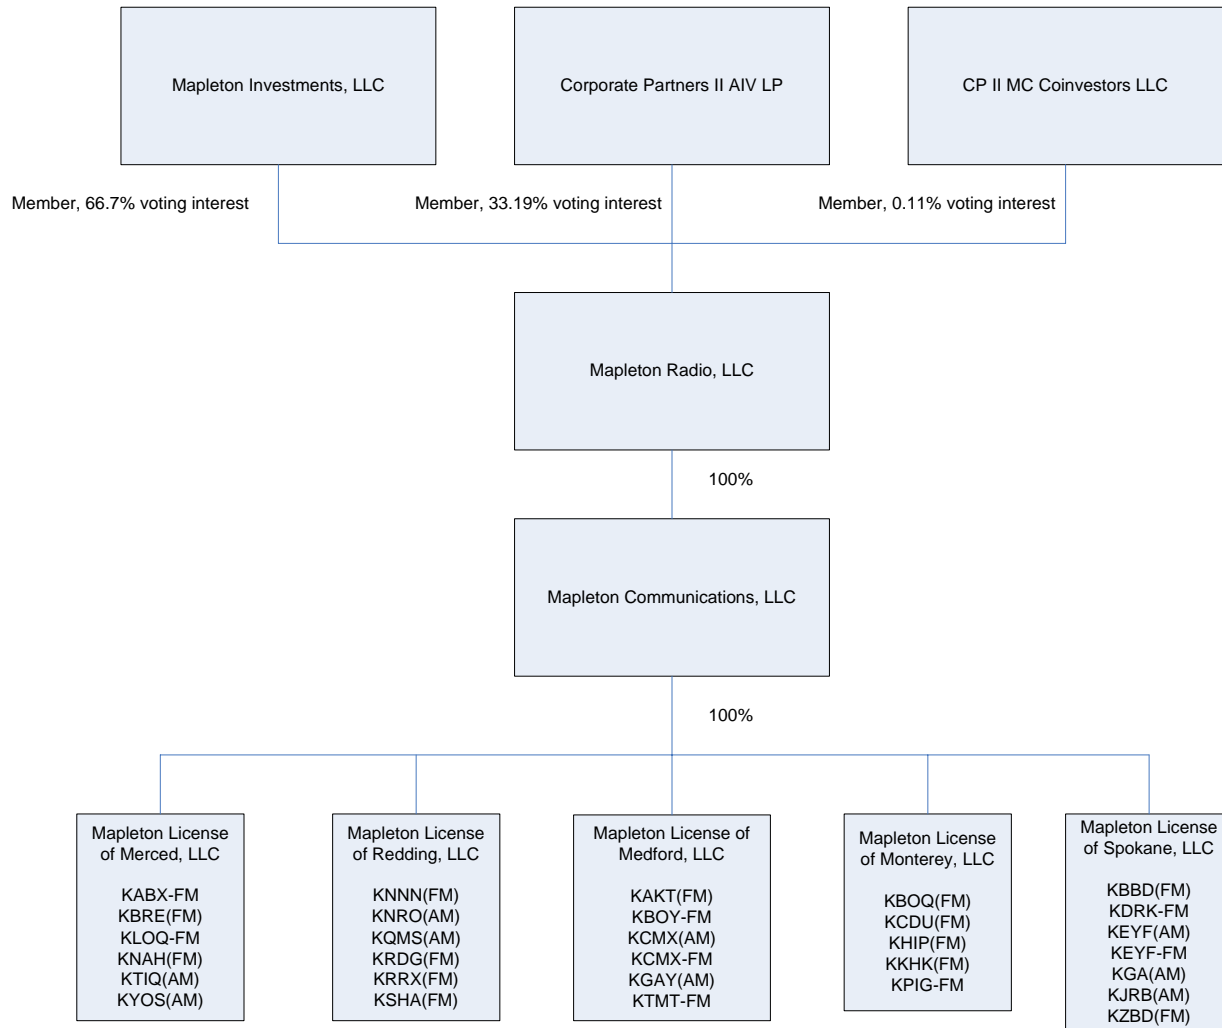 Mapleton Investments, LLC
Corporate Partners II AIV LP
CP II MC Coinvestors LLC
Member, 66.7% voting interest
Member, 33.19% voting interest
Member, 0.11% voting interest
Mapleton Radio, LLC
100%
Mapleton Communications, LLC
100%
Mapleton License
of Merced, LLC
KABX-FM
KBRE(FM)
KLOQ-FM
KNAH(FM)
KTIQ(AM)
KYOS(AM)
Mapleton License
of Redding, LLC
KNNN(FM)
KNRO(AM)
KQMS(AM)
KRDG(FM)
KRRX(FM)
KSHA(FM)
Mapleton License of
Medford, LLC
KAKT(FM)
KBOY-FM
KCMX(AM)
KCMX-FM
KGAY(AM)
KTMT-FM
Mapleton License
of Monterey, LLC
KBOQ(FM)
KCDU(FM)
KHIP(FM)
KKHK(FM)
KPIG-FM
Mapleton License
of Spokane, LLC
KBBD(FM)
KDRK-FM
KEYF(AM)
KEYF-FM
KGA(AM)
KJRB(AM)
KZBD(FM)